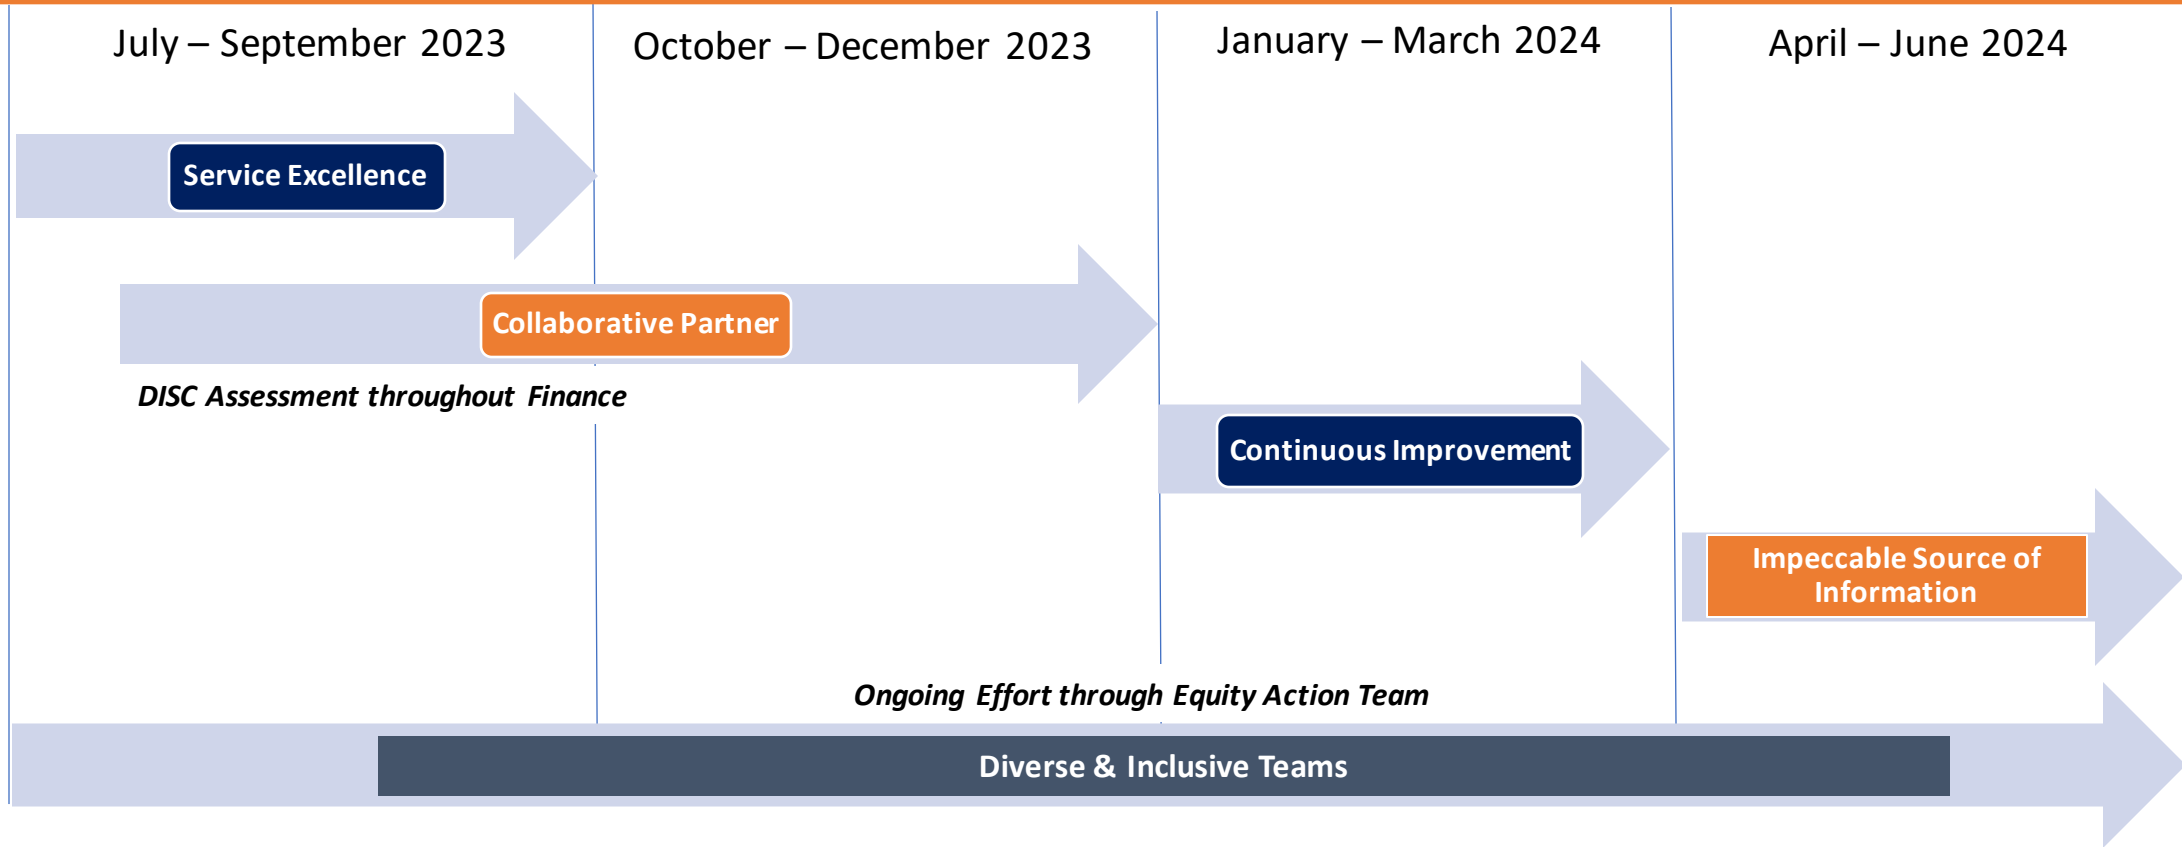 July – September 2023
October – December 2023
January – March 2024
April – June 2024
Service Excellence
Collaborative Partner
DISC Assessment throughout Finance
Continuous Improvement
Impeccable Source of
Information
Ongoing Effort through Equity Action Team
Diverse & Inclusive Teams